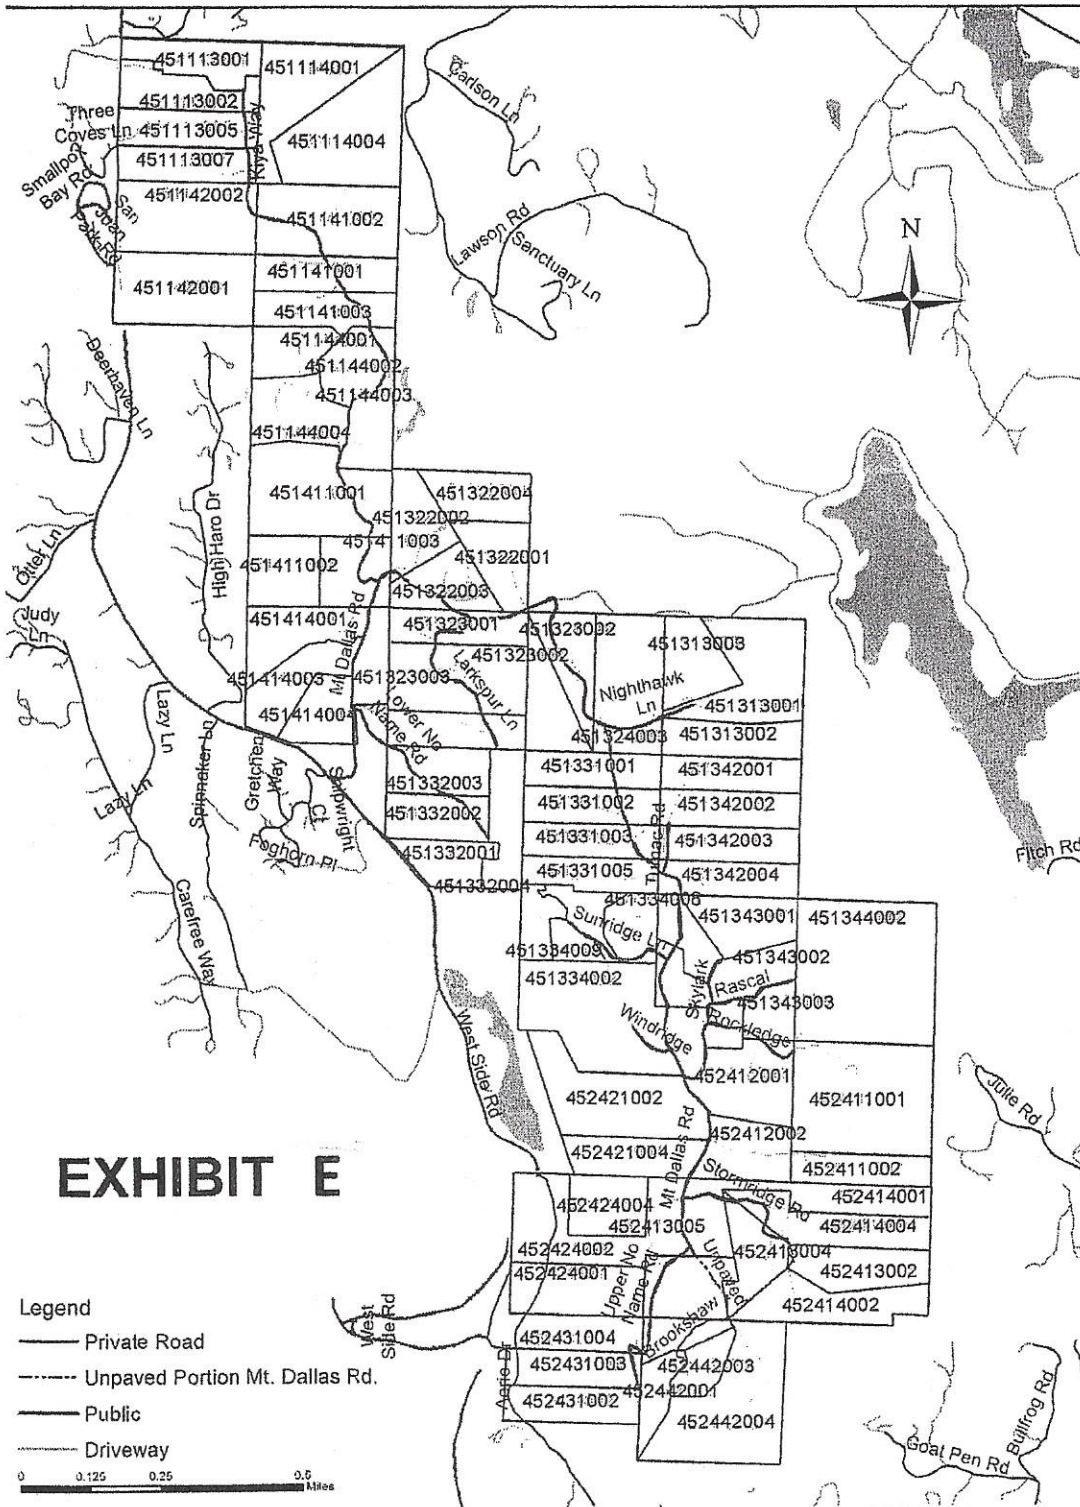 451113001
451114001
Carlson Ln
451113002
Three
Coves Ln
451113005
Kiya Way
451114004
Smallpox
Bay Rd
451113007
451142002
San
Juan
Park Rd
451141002
Lawson Rd
Sanctuary Ln
N
451141001
451142001
451141003
451144001
Deerhaven Ln
451144002
451144003
451144004
451411001
451322004
High Haro Dr
451322002
451411003
451322001
Otter Ln
451411002
451322003
Judy
Ln
451414001
Mt Dallas Rd
451323001
451323002
451313003
451323002
451414003
451323003
Larkspur Ln
Nighthawk
Ln
451313001
Lazy Ln
451414004
Lower No
Name Rd
451324003
451313002
Spinnaker Ln
Gretchen
Way
Shipwright
Ct
451332003
451331001
451342001
Lazy Ln
451332002
451331002
451342002
Foghorn Pl
451332001
451331003
Turnac Rd
451342003
Fitch Rd
451332004
451331005
451342004
Carefree Way
451334006
Sunridge Ln
451343001
451344002
451334009
451343002
451334002
Skylark
Rascal
451343003
Windridge
Rockledge
West Side Rd
452412001
452421002
452411001
Julie Rd
Mt Dallas Rd
452412002
452421004
452411002
EXHIBIT E
Stormridge Rd
452414001
452424004
452413005
452414004
452424002
Upper No
Name Rd
Unpaved
452413004
452424001
452413002
452414002
Legend
West
Side Rd
452431004
Brookshaw
Private Road
Aerie Dr
452431003
452442003
Unpaved Portion Mt. Dallas Rd.
452431002
452442001
Public
452442004
Bullfrog Rd
Driveway
Goat Pen Rd
0 0.125 0.25 0.5
Miles